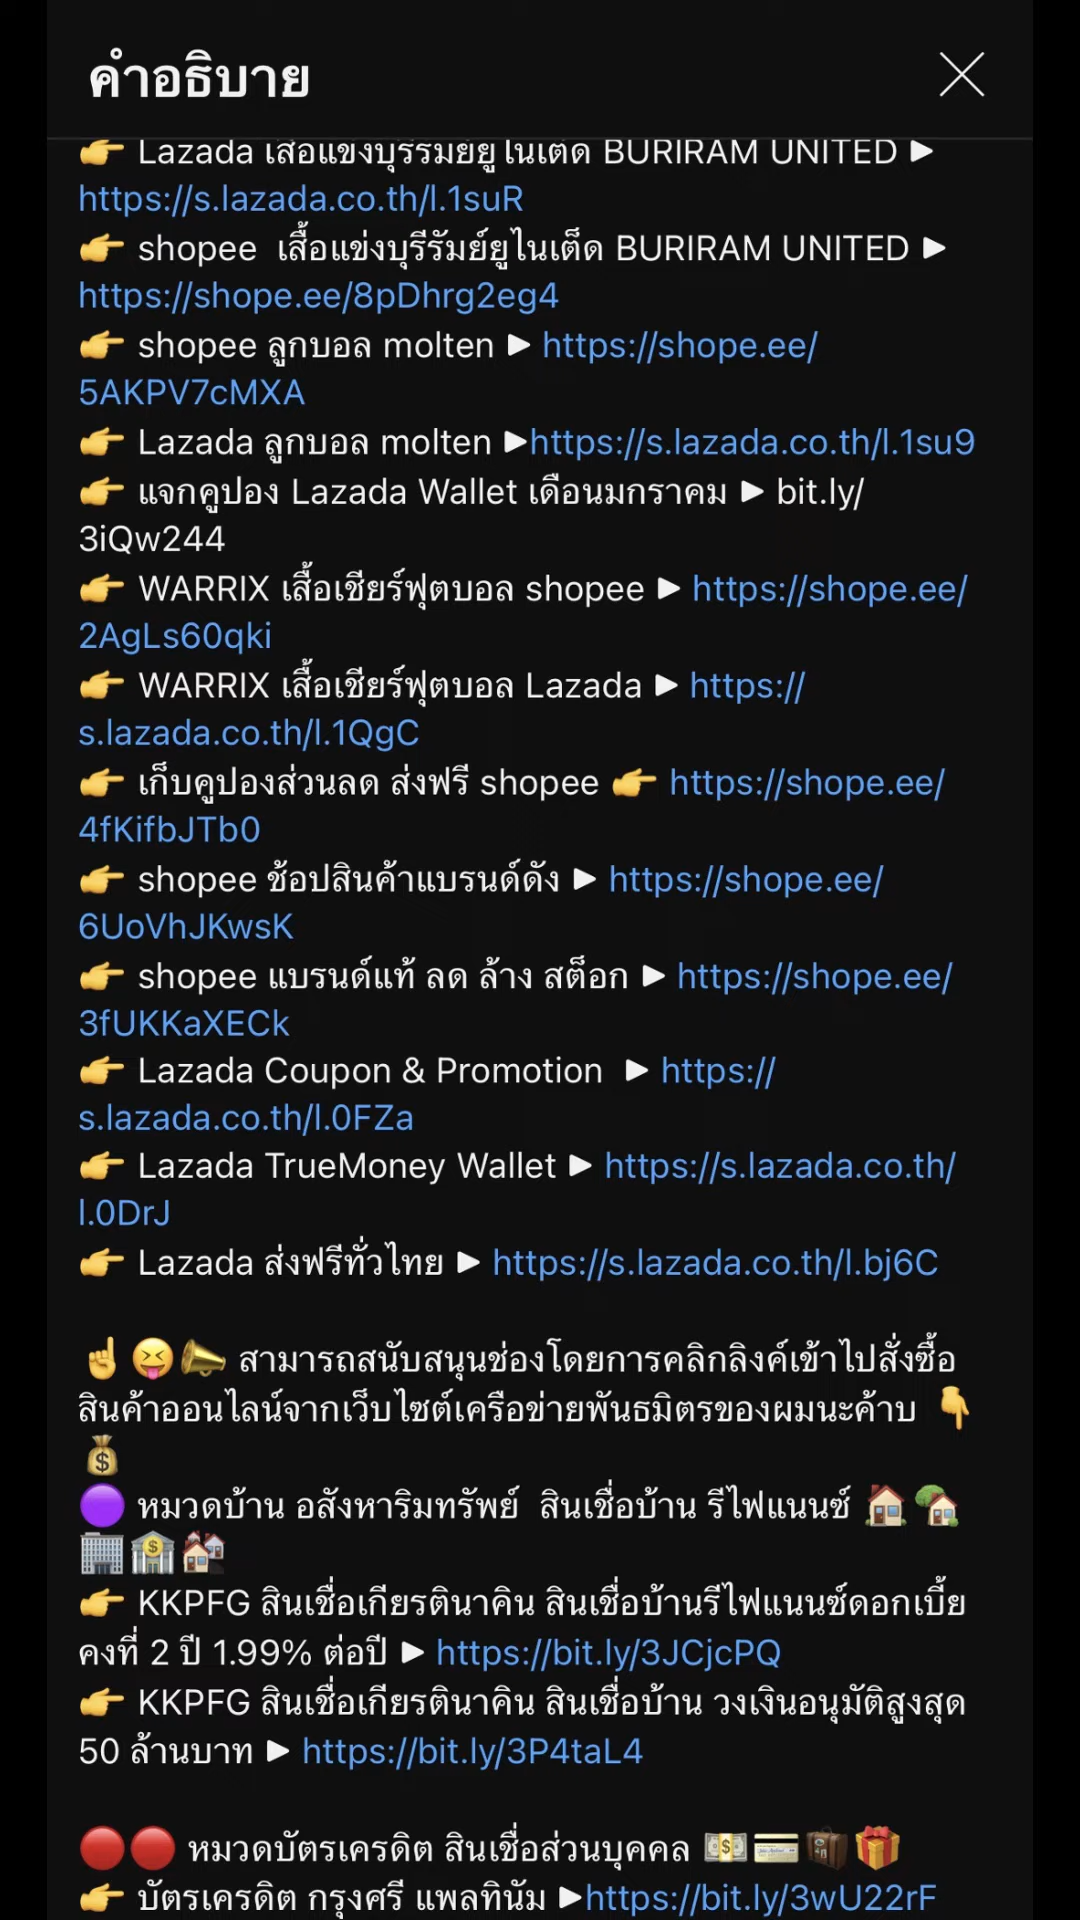 คำอธิบาย
👉 Lazada เสื้อแข่งบุรีรัมย์ยูไนเต็ด BURIRAM UNITED ▶
https://s.lazada.co.th/l.1suR
👉 shopee  เสื้อแข่งบุรีรัมย์ยูไนเต็ด BURIRAM UNITED ▶
https://shope.ee/8pDhrg2eg4
👉 shopee ลูกบอล molten ▶ https://shope.ee/
5AKPV7cMXA
👉 Lazada ลูกบอล molten ▶https://s.lazada.co.th/l.1su9
👉 แจกคูปอง Lazada Wallet เดือนมกราคม ▶ bit.ly/
3iQw244
👉 WARRIX เสื้อเชียร์ฟุตบอล shopee ▶ https://shope.ee/
2AgLs60qki
👉 WARRIX เสื้อเชียร์ฟุตบอล Lazada ▶ https://
s.lazada.co.th/l.1QgC
👉 เก็บคูปองส่วนลด ส่งฟรี shopee 👉 https://shope.ee/
4fKifbJTb0
👉 shopee ช้อปสินค้าแบรนด์ดัง ▶ https://shope.ee/
6UoVhJKwsK
👉 shopee แบรนด์แท้ ลด ล้าง สต็อก ▶ https://shope.ee/
3fUKKaXECk
👉 Lazada Coupon & Promotion  ▶ https://
s.lazada.co.th/l.0FZa
👉 Lazada TrueMoney Wallet ▶ https://s.lazada.co.th/
l.0DrJ
👉 Lazada ส่งฟรีทั่วไทย ▶ https://s.lazada.co.th/l.bj6C
☝😝📣 สามารถสนับสนุนช่องโดยการคลิกลิงค์เข้าไปสั่งซื้อ
สินค้าออนไลน์จากเว็บไซต์เครือข่ายพันธมิตรของผมนะค้าบ 👇
💰
🟣 หมวดบ้าน อสังหาริมทรัพย์  สินเชื่อบ้าน รีไฟแนนซ์ 🏠🏡
🏢🏦🏘
👉 KKPFG สินเชื่อเกียรตินาคิน สินเชื่อบ้านรีไฟแนนซ์ดอกเบี้ย
คงที่ 2 ปี 1.99% ต่อปี ▶ https://bit.ly/3JCjcPQ
👉 KKPFG สินเชื่อเกียรตินาคิน สินเชื่อบ้าน วงเงินอนุมัติสูงสุด
50 ล้านบาท ▶ https://bit.ly/3P4taL4
🔴🔴 หมวดบัตรเครดิต สินเชื่อส่วนบุคคล 💵💳🧳🎁
👉 บัตรเครดิต กรุงศรี แพลทินัม ▶https://bit.ly/3wU22rF